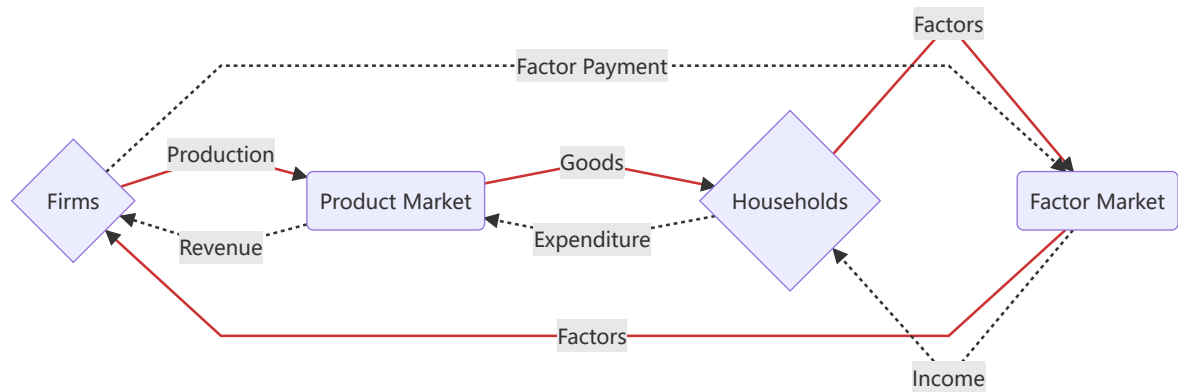 Factors
Factor Payment
Production
Goods
Firms
Product Market
Households
Factor Market
Revenue
Expenditure
Factors
Income